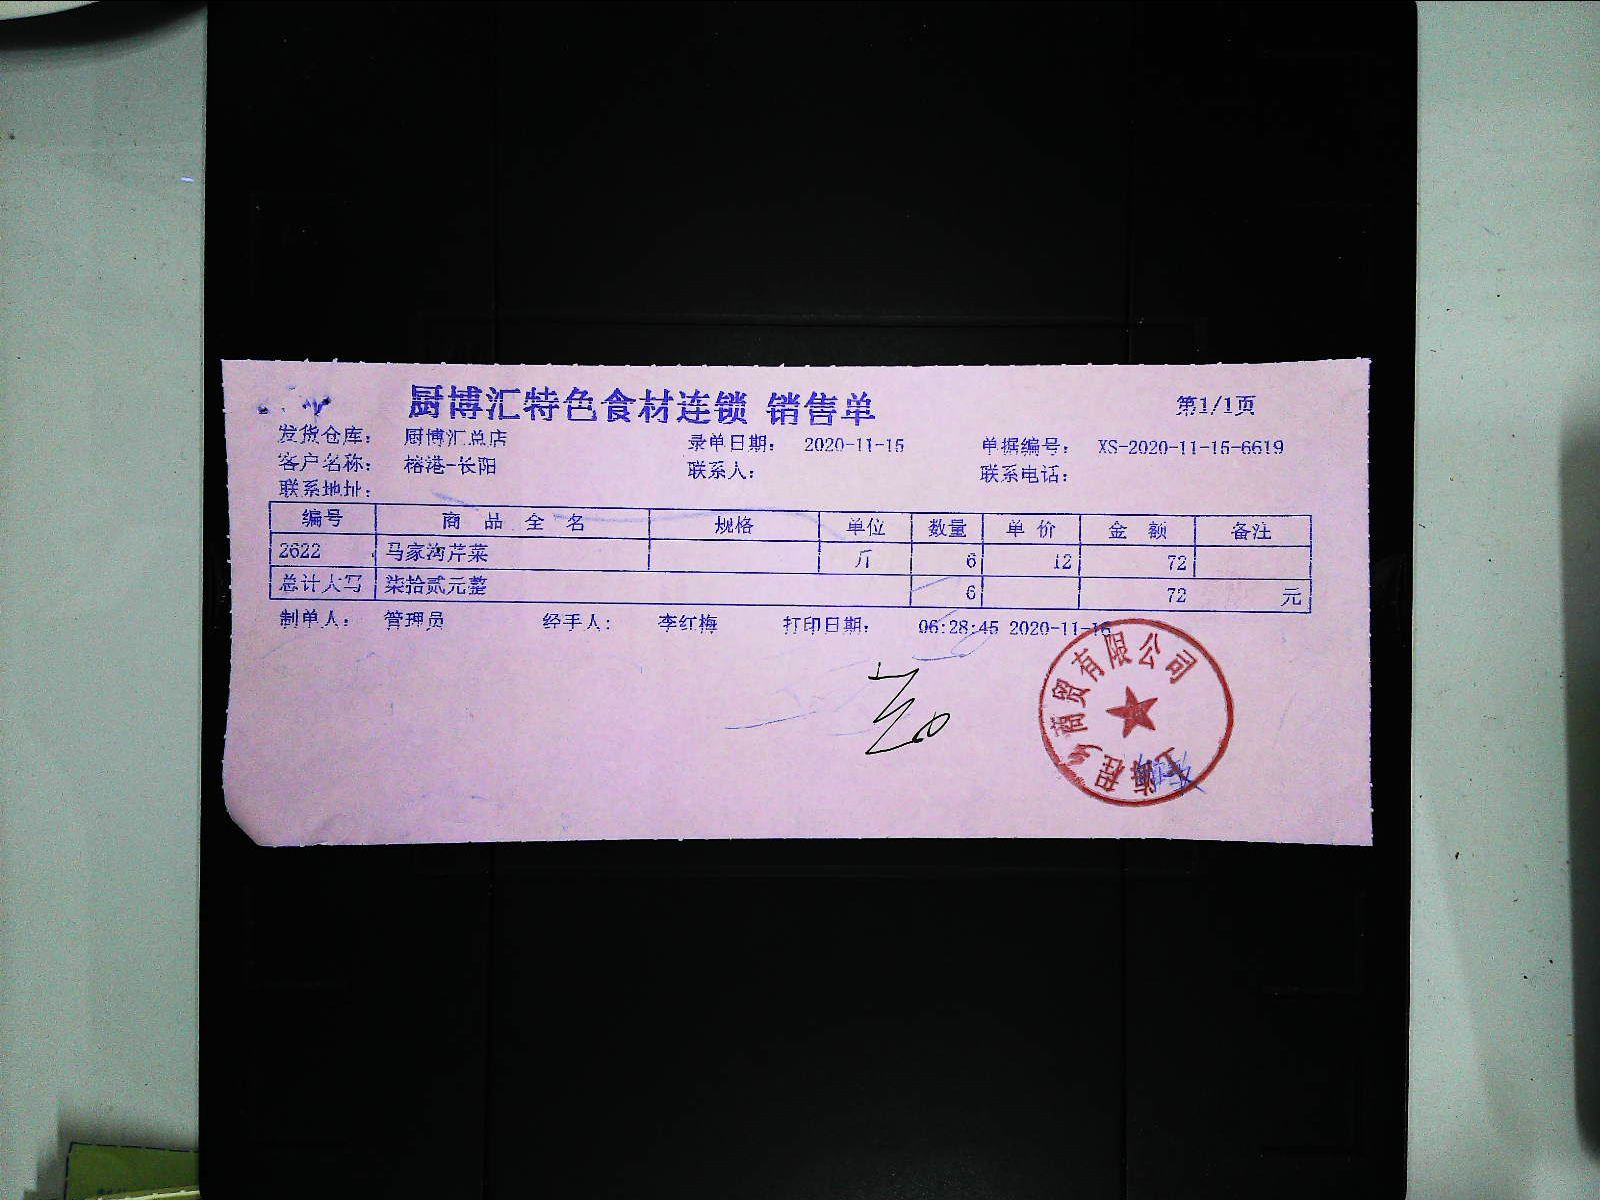 厨博汇特色食材连锁 销售单 第1/1页
发货仓库： 厨博汇总店 录单日期： 2020-11-15 单据编号： XS-2020-11-15-6619
客户名称： 榕港-长阳 联系人： 联系电话：
联系地址：
编号 商品全名 规格 单位 数量 单价 金额 备注
2622 马家沟芹菜 斤 6 12 72
总计大写 柒拾贰元整 6 72 元
制单人： 管理员 经手人： 李红梅 打印日期： 06:28:45 2020-11-16
上海程乡商贸有限公司